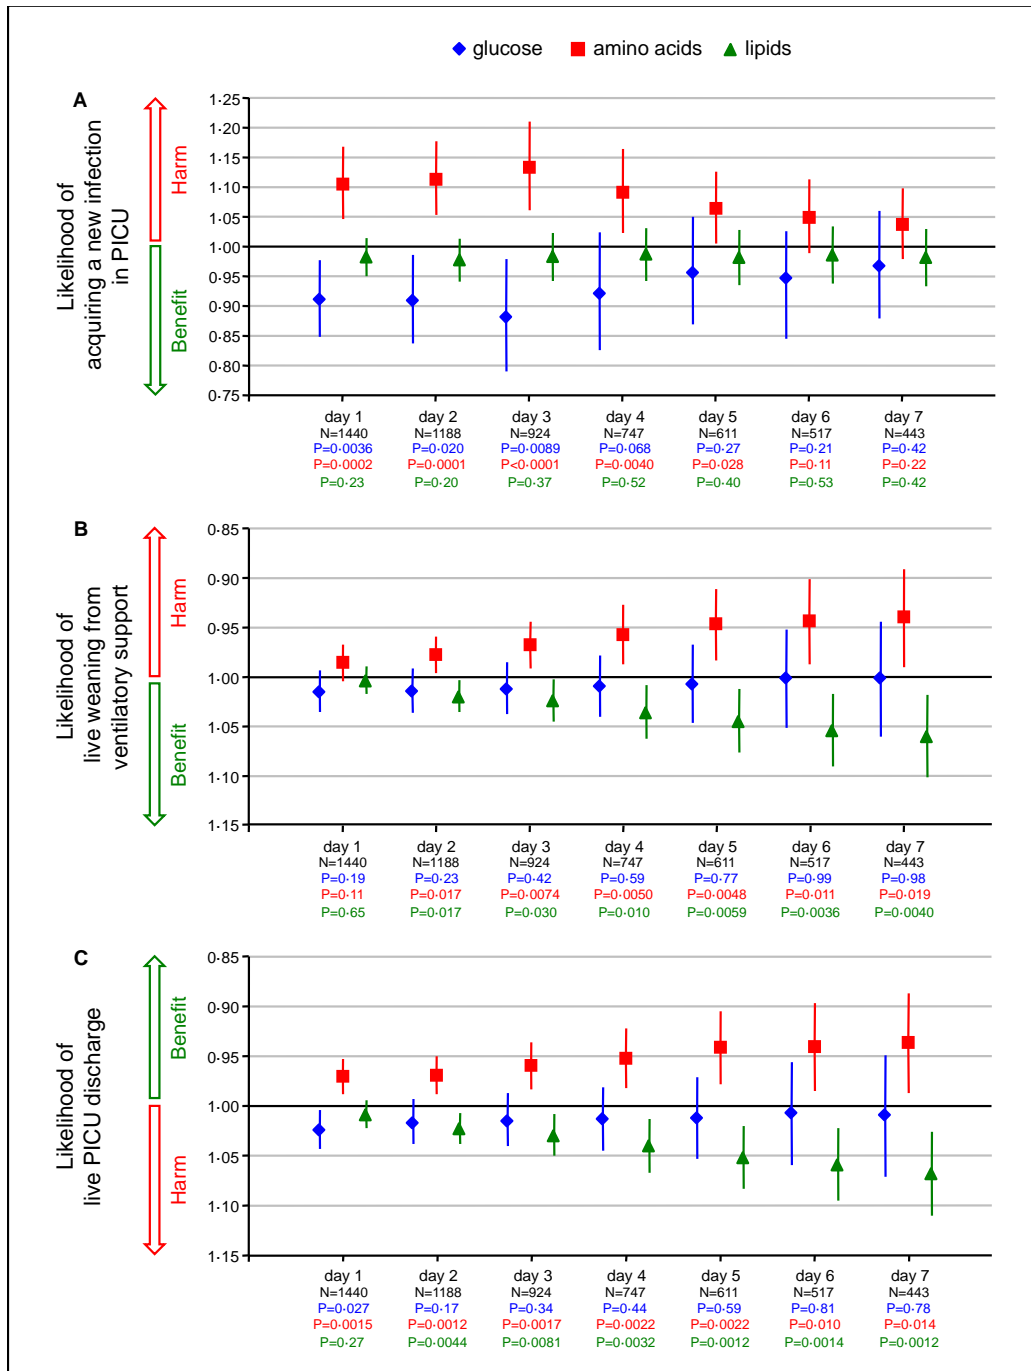 glucose amino acids lipids
A
Likelihood of
acquiring a new infection
in PICU
Harm
Benefit
1·25
1·20
1·15
1·10
1·05
1·00
0·95
0·90
0·85
0·80
0·75
day 1 day 2 day 3 day 4 day 5 day 6 day 7
N=1440 N=1188 N=924 N=747 N=611 N=517 N=443
P=0·0036 P=0·020 P=0·0089 P=0·068 P=0·27 P=0·21 P=0·42
P=0·0002 P=0·0001 P<0·0001 P=0·0040 P=0·028 P=0·11 P=0·22
P=0·23 P=0·20 P=0·37 P=0·52 P=0·40 P=0·53 P=0·42
B
Likelihood of
live weaning from
ventilatory support
Harm
Benefit
0·85
0·90
0·95
1·00
1·05
1·10
1·15
day 1 day 2 day 3 day 4 day 5 day 6 day 7
N=1440 N=1188 N=924 N=747 N=611 N=517 N=443
P=0·19 P=0·23 P=0·42 P=0·59 P=0·77 P=0·99 P=0·98
P=0·11 P=0·017 P=0·0074 P=0·0050 P=0·0048 P=0·011 P=0·019
P=0·65 P=0·017 P=0·030 P=0·010 P=0·0059 P=0·0036 P=0·0040
C
Likelihood of
live PICU discharge
Benefit
Harm
0·85
0·90
0·95
1·00
1·05
1·10
1·15
day 1 day 2 day 3 day 4 day 5 day 6 day 7
N=1440 N=1188 N=924 N=747 N=611 N=517 N=443
P=0·027 P=0·17 P=0·34 P=0·44 P=0·59 P=0·81 P=0·78
P=0·0015 P=0·0012 P=0·0017 P=0·0022 P=0·0022 P=0·010 P=0·014
P=0·27 P=0·0044 P=0·0081 P=0·0032 P=0·0012 P=0·0014 P=0·0012